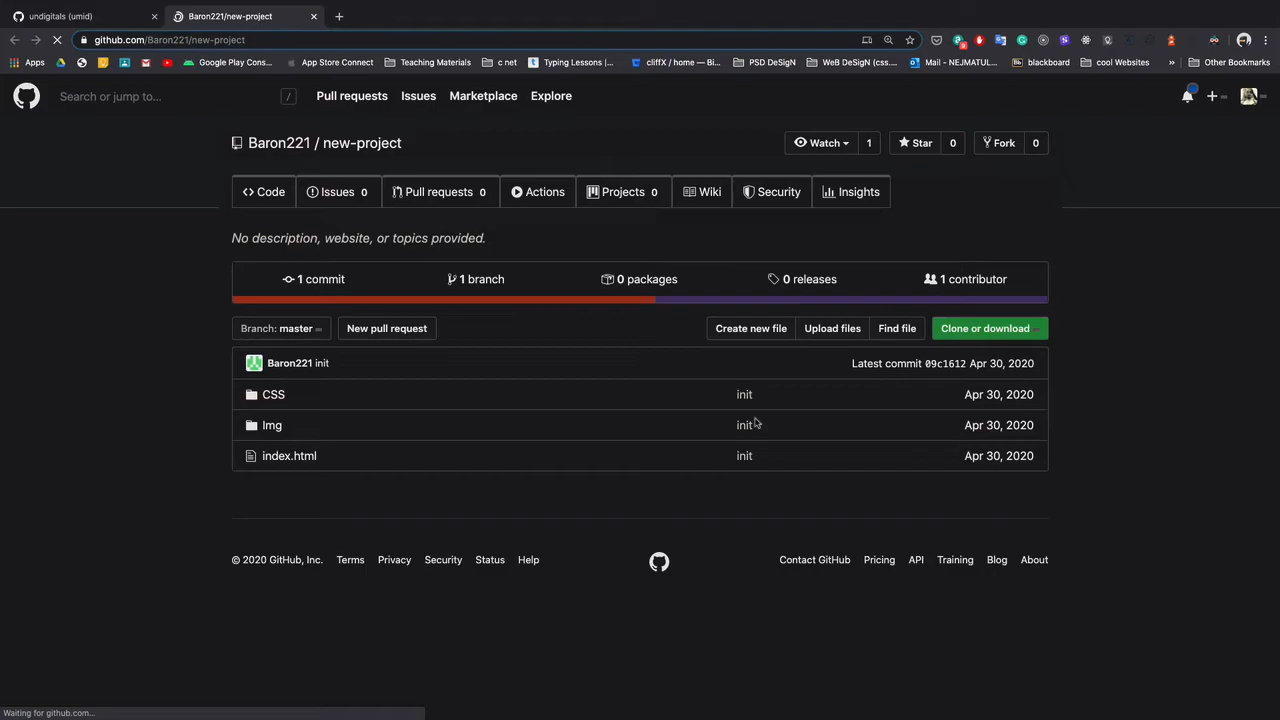 undigitals (umid)
Baron221/new-project
github.com/Baron221/new-project
Apps
Google Play Cons...
App Store Connect
Teaching Materials
c net
Typing Lessons |...
cliffX / home — Bi...
PSD DeSigN
WeB DeSiGN (css....
Mail - NEJMATUL...
blackboard
cool Websites
»
Other Bookmarks
Search or jump to...
/
Pull requests
Issues
Marketplace
Explore
Baron221 / new-project
Watch 1
Star 0
Fork 0
Code
Issues 0
Pull requests 0
Actions
Projects 0
Wiki
Security
Insights
No description, website, or topics provided.
1 commit
1 branch
0 packages
0 releases
1 contributor
Branch: master
New pull request
Create new file
Upload files
Find file
Clone or download
Baron221 init
Latest commit 09c1612 Apr 30, 2020
CSS init Apr 30, 2020
Img init Apr 30, 2020
index.html init Apr 30, 2020
© 2020 GitHub, Inc.
Terms
Privacy
Security
Status
Help
Contact GitHub
Pricing
API
Training
Blog
About
Waiting for github.com...